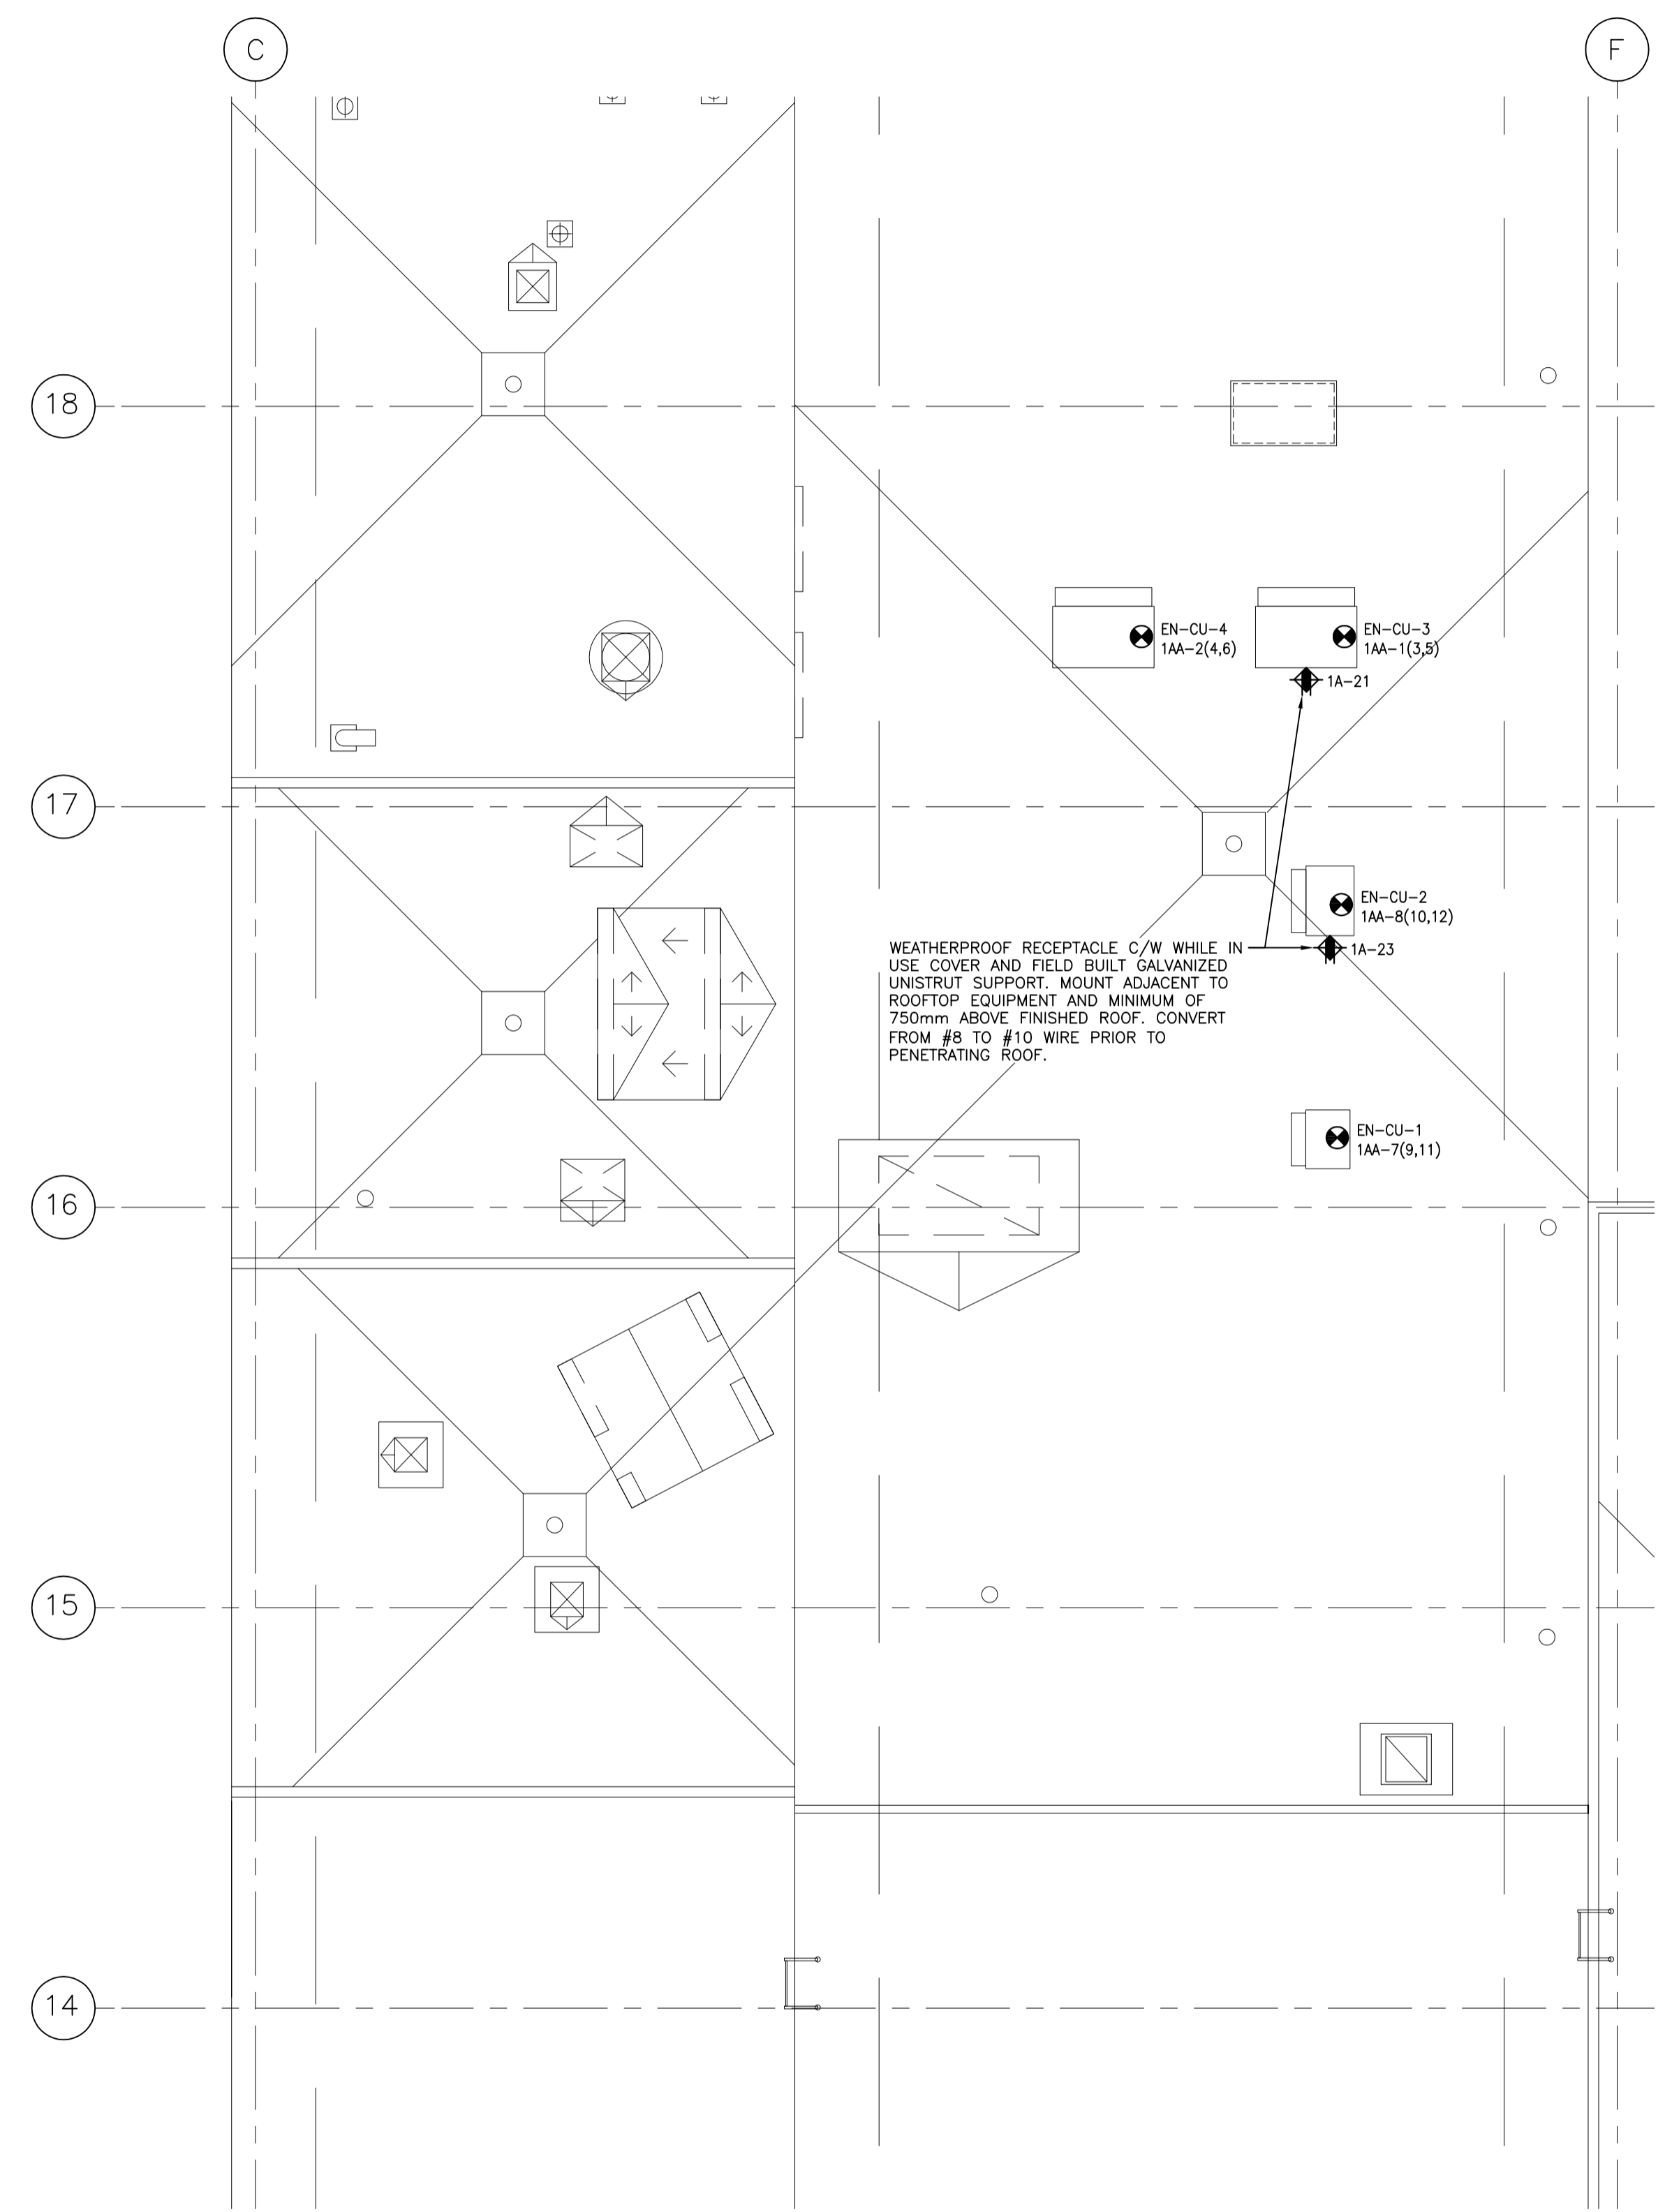 C
F
18
EN-CU-4
1AA-2(4,6)
EN-CU-3
1AA-1(3,5)
1A-21
17
EN-CU-2
1AA-8(10,12)
1A-23
WEATHERPROOF RECEPTACLE C/W WHILE IN
USE COVER AND FIELD BUILT GALVANIZED
UNISTRUT SUPPORT. MOUNT ADJACENT TO
ROOFTOP EQUIPMENT AND MINIMUM OF
750mm ABOVE FINISHED ROOF. CONVERT
FROM #8 TO #10 WIRE PRIOR TO
PENETRATING ROOF.
EN-CU-1
1AA-7(9,11)
16
15
14